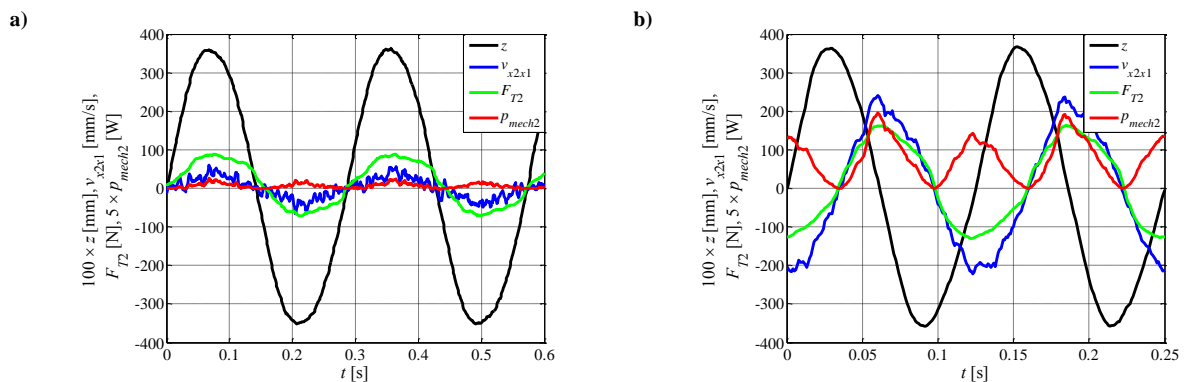 a)
100 × z [mm], v_x2x1 [mm/s],
F_T2 [N], 5 × p_mech2 [W]
400
300
200
100
0
-100
-200
-300
-400
z
v_x2x1
F_T2
p_mech2
0 0.1 0.2 0.3 0.4 0.5 0.6
t [s]
b)
100 × z [mm], v_x2x1 [mm/s],
F_T2 [N], 5 × p_mech2 [W]
400
300
200
100
0
-100
-200
-300
-400
z
v_x2x1
F_T2
p_mech2
0 0.05 0.1 0.15 0.2 0.25
t [s]